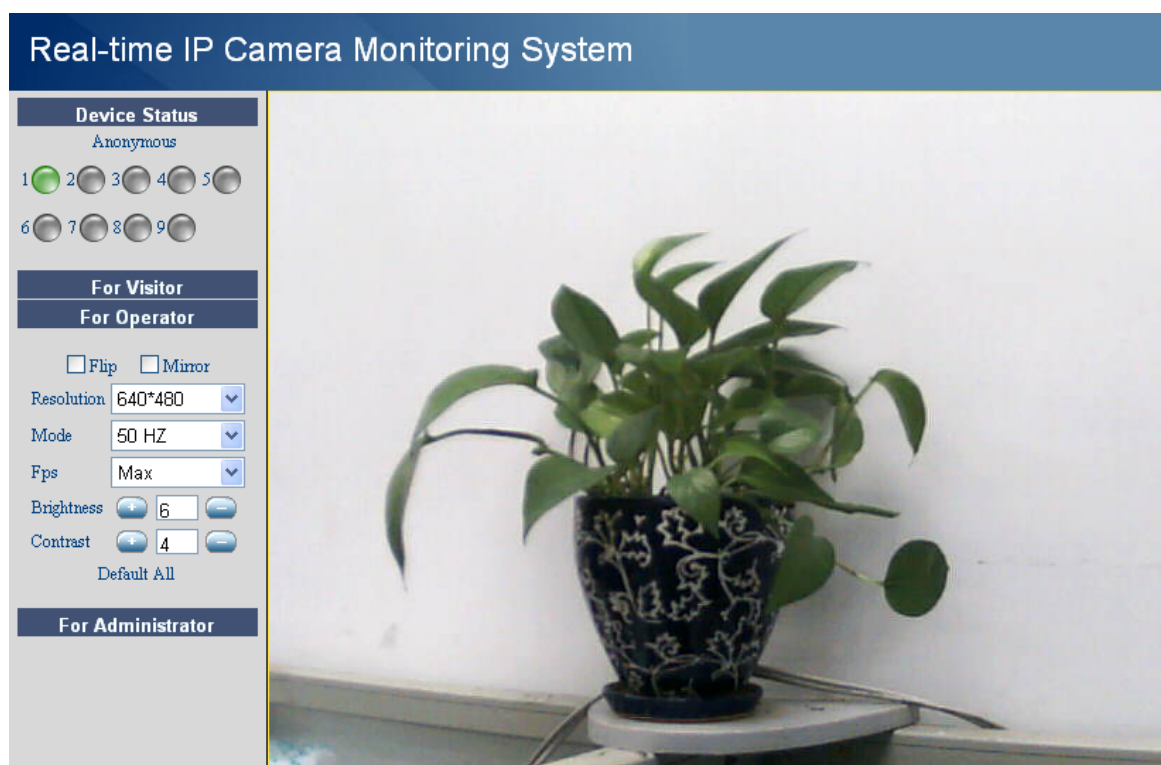 Real-time IP Camera Monitoring System
Device Status
Anonymous
1 2 3 4 5
6 7 8 9
For Visitor
For Operator
Flip Mirror
Resolution 640*480
Mode 50 HZ
Fps Max
Brightness + 6 -
Contrast + 4 -
Default All
For Administrator